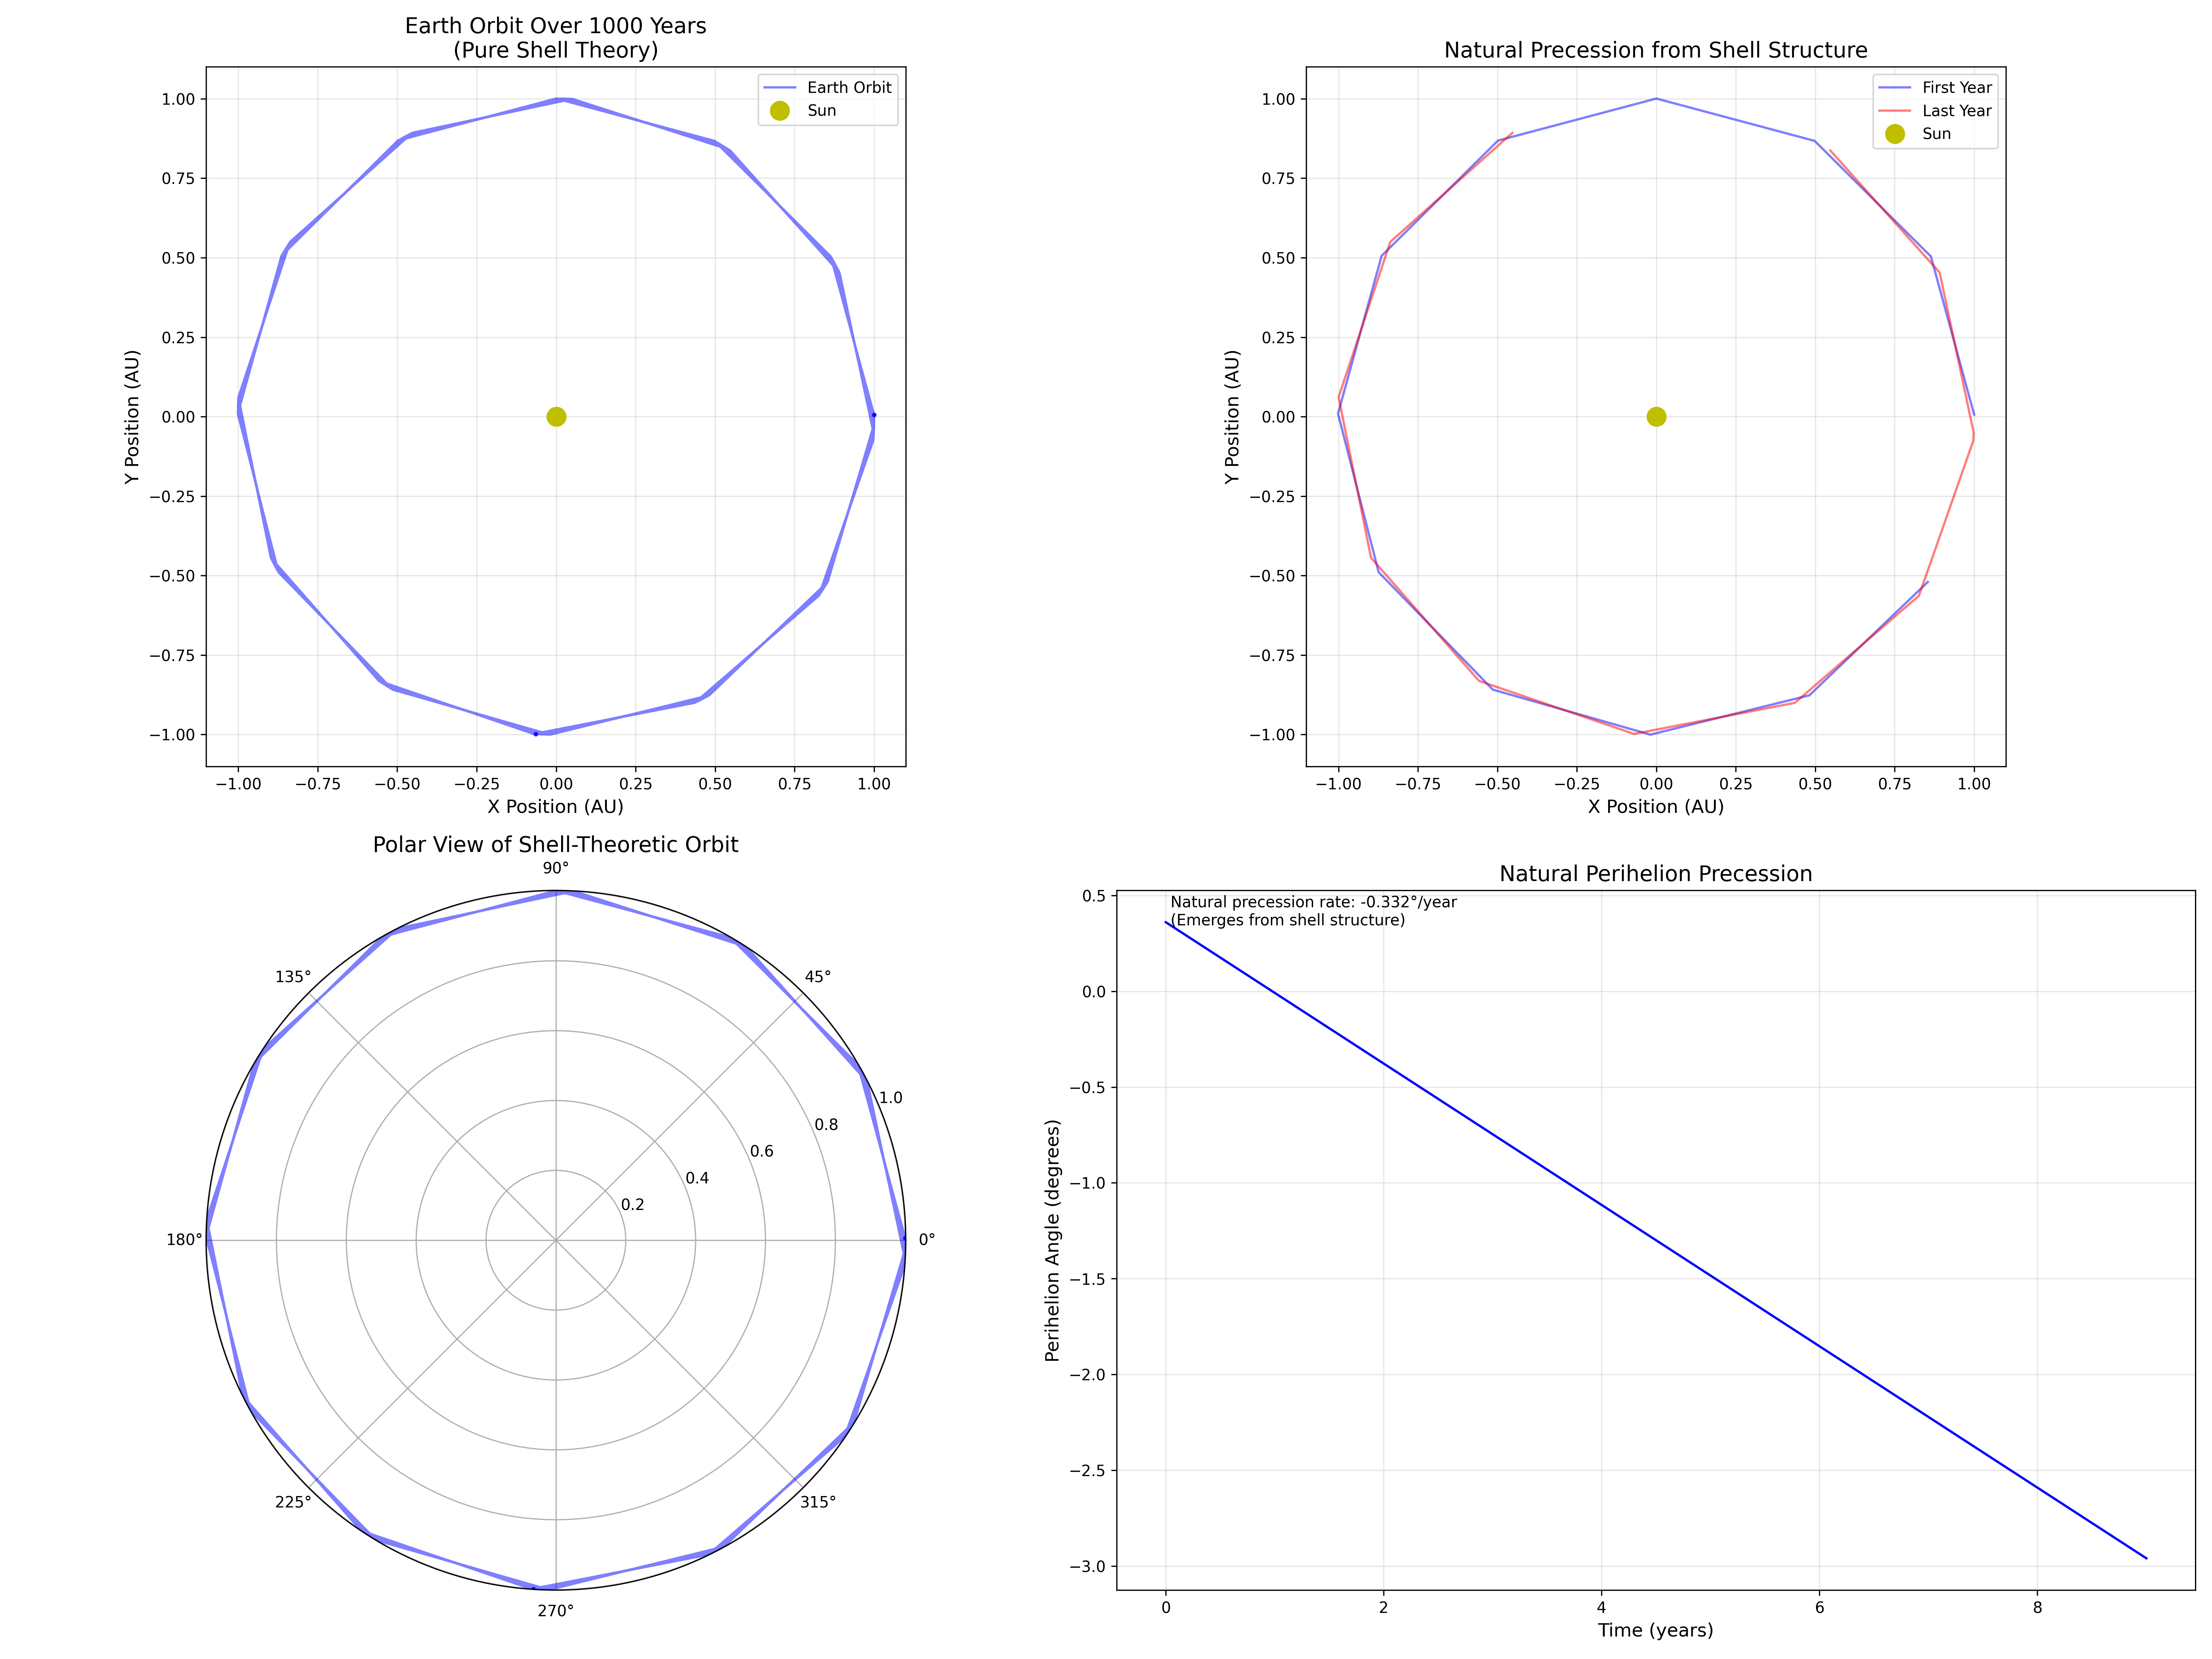 Earth Orbit Over 1000 Years
(Pure Shell Theory)
Earth Orbit
Sun
1.00
0.75
0.50
0.25
0.00
−0.25
−0.50
−0.75
−1.00
Y Position (AU)
−1.00 −0.75 −0.50 −0.25 0.00 0.25 0.50 0.75 1.00
X Position (AU)
Natural Precession from Shell Structure
First Year
Last Year
Sun
1.00
0.75
0.50
0.25
0.00
−0.25
−0.50
−0.75
−1.00
Y Position (AU)
−1.00 −0.75 −0.50 −0.25 0.00 0.25 0.50 0.75 1.00
X Position (AU)
Polar View of Shell-Theoretic Orbit
90°
135°
45°
1.0
0.8
0.6
0.4
0.2
180°
0°
225°
315°
270°
Natural Perihelion Precession
Natural precession rate: -0.332°/year
(Emerges from shell structure)
0.5
0.0
−0.5
−1.0
−1.5
−2.0
−2.5
−3.0
Perihelion Angle (degrees)
0 2 4 6 8
Time (years)